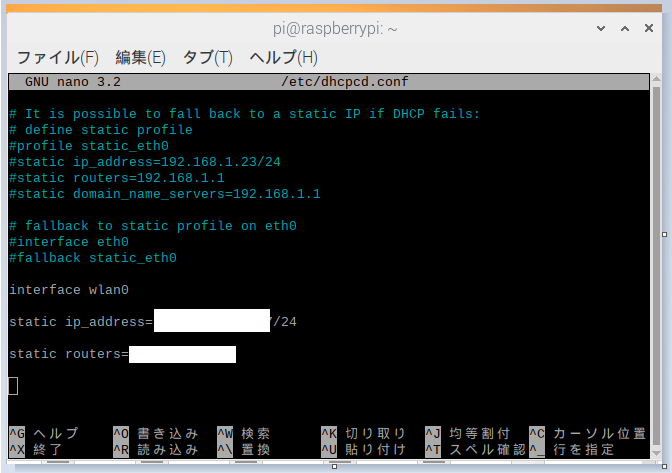 pi@raspberrypi: ~
ファイル(F) 編集(E) タブ(T) ヘルプ(H)
GNU nano 3.2 /etc/dhcpcd.conf
# It is possible to fall back to a static IP if DHCP fails:
# define static profile
#profile static_eth0
#static ip_address=192.168.1.23/24
#static routers=192.168.1.1
#static domain_name_servers=192.168.1.1
# fallback to static profile on eth0
#interface eth0
#fallback static_eth0
interface wlan0
static ip_address= /24
static routers=
^G ヘルプ ^O 書き込み ^W 検索 ^K 切り取り ^J 均等割付 ^C カーソル位置
^X 終了 ^R 読み込み ^\ 置換 ^U 貼り付け ^T スペル確認 ^_ 行を指定